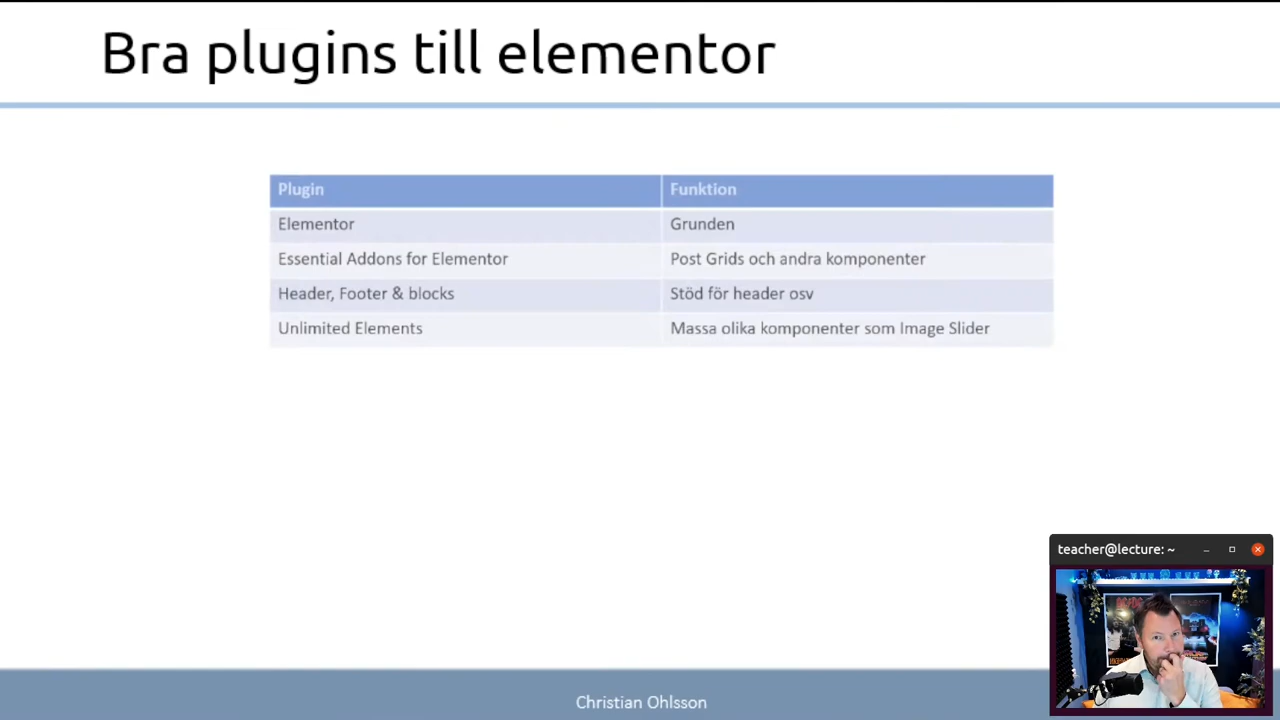 Bra plugins till elementor
Plugin Funktion
Elementor Grunden
Essential Addons for Elementor Post Grids och andra komponenter
Header, Footer & blocks Stöd för header osv
Unlimited Elements Massa olika komponenter som Image Slider
teacher@lecture: ~
Christian Ohlsson